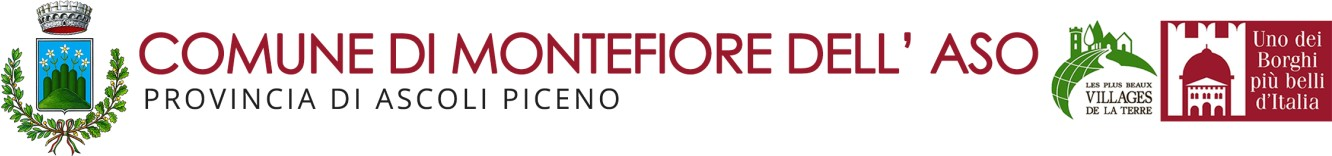 COMUNE DI MONTEFIORE DELL' ASO
PROVINCIA DI ASCOLI PICENO
LES PLUS BEAUX
VILLAGES
DE LA TERRE
Uno dei
Borghi
più belli
d'Italia